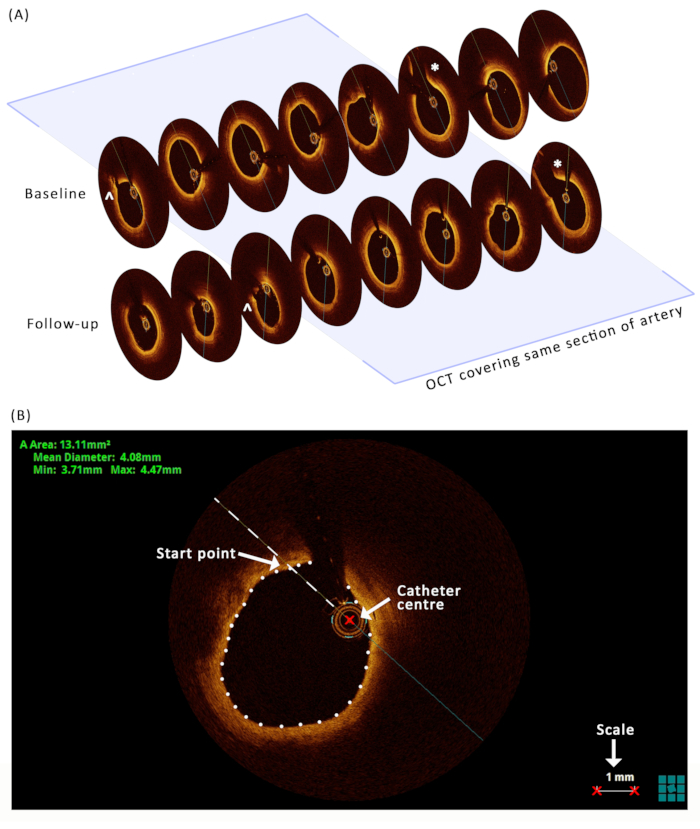 (A)
*
Baseline
^
*
Follow-up
^
OCT covering same section of artery
(B)
A Area: 13.11mm²
Mean Diameter: 4.08mm
Min: 3.71mm Max: 4.47mm
Start point
Catheter
centre
Scale
1 mm